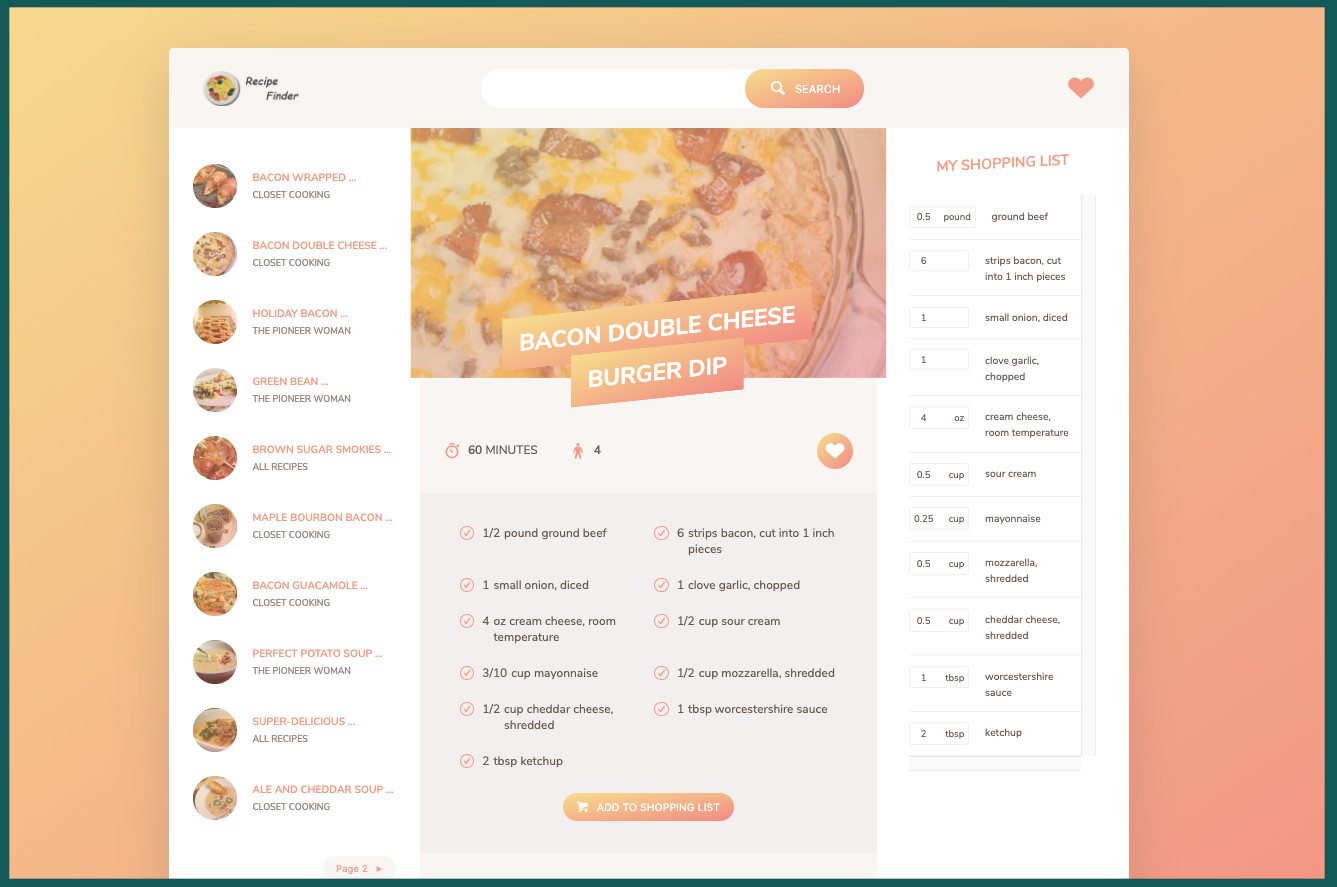 Recipe
Finder
SEARCH
BACON WRAPPED ...
CLOSET COOKING
BACON DOUBLE CHEESE ...
CLOSET COOKING
HOLIDAY BACON ...
THE PIONEER WOMAN
GREEN BEAN ...
THE PIONEER WOMAN
BROWN SUGAR SMOKIES ...
ALL RECIPES
MAPLE BOURBON BACON ...
CLOSET COOKING
BACON GUACAMOLE ...
CLOSET COOKING
PERFECT POTATO SOUP ...
THE PIONEER WOMAN
SUPER-DELICIOUS ...
ALL RECIPES
ALE AND CHEDDAR SOUP ...
CLOSET COOKING
Page 2
BACON DOUBLE CHEESE
BURGER DIP
60 MINUTES 4
1/2 pound ground beef
6 strips bacon, cut into 1 inch
pieces
1 small onion, diced
1 clove garlic, chopped
4 oz cream cheese, room
temperature
1/2 cup sour cream
3/10 cup mayonnaise
1/2 cup mozzarella, shredded
1/2 cup cheddar cheese,
shredded
1 tbsp worcestershire sauce
2 tbsp ketchup
ADD TO SHOPPING LIST
MY SHOPPING LIST
0.5 pound ground beef
6 strips bacon, cut
into 1 inch pieces
1 small onion, diced
1 clove garlic,
chopped
4 oz cream cheese,
room temperature
0.5 cup sour cream
0.25 cup mayonnaise
0.5 cup mozzarella,
shredded
0.5 cup cheddar cheese,
shredded
1 tbsp worcestershire
sauce
2 tbsp ketchup